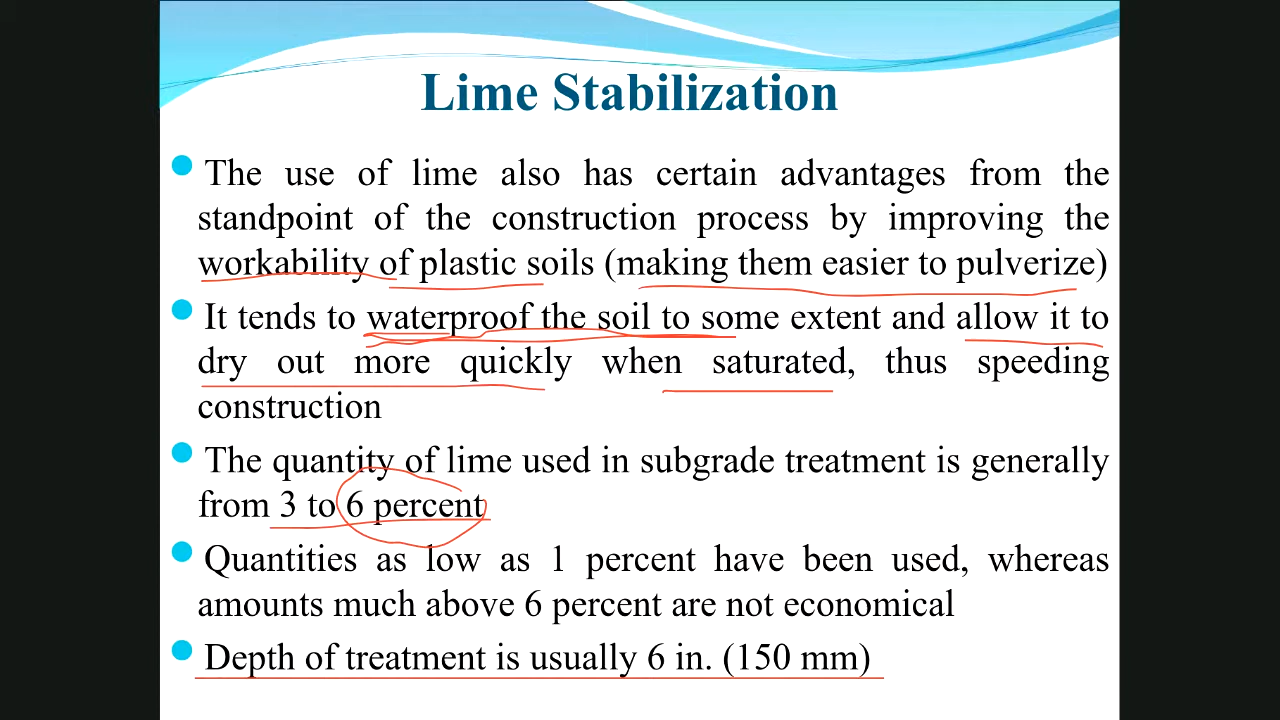 Lime Stabilization
The use of lime also has certain advantages from the
standpoint of the construction process by improving the
workability of plastic soils (making them easier to pulverize)
It tends to waterproof the soil to some extent and allow it to
dry out more quickly when saturated, thus speeding
construction
The quantity of lime used in subgrade treatment is generally
from 3 to 6 percent
Quantities as low as 1 percent have been used, whereas
amounts much above 6 percent are not economical
Depth of treatment is usually 6 in. (150 mm)